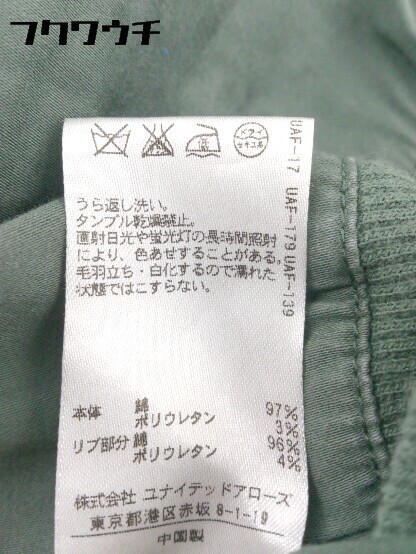 フクワウチ
低
ドライ
セキユ系
UAF-17 UAF-179 UAF-139
うら返し洗い。
タンブル乾燥禁止。
直射日光や蛍光灯の長時間照射
により、色あせすることがある。
毛羽立ち・白化するので濡れた
状態ではこすらない。
本体 綿 97%
ポリウレタン 3%
リブ部分 綿 96%
ポリウレタン 4%
株式会社 ユナイテッドアローズ
東京都港区赤坂 8-1-19
中国製